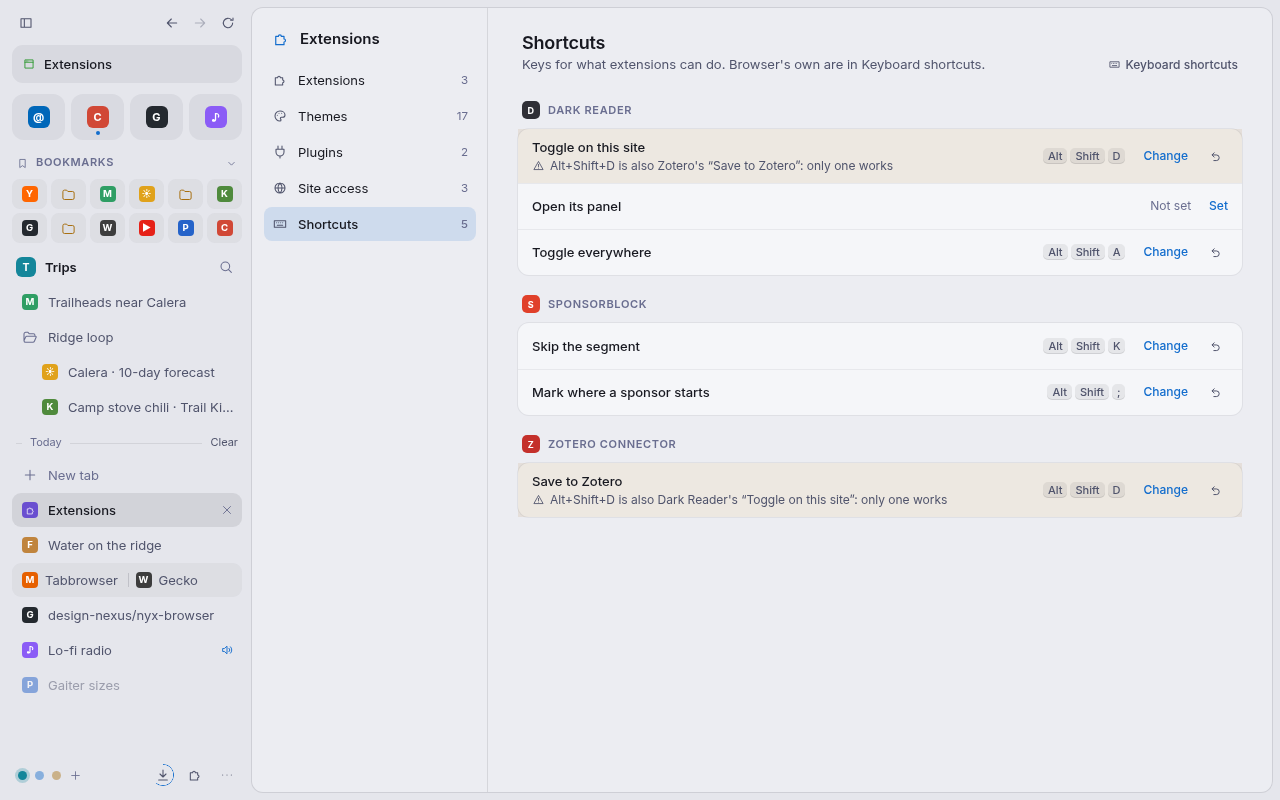 Extensions
@
C
G
BOOKMARKS
Y
M
K
G
W
P
C
T
Trips
M
Trailheads near Calera
Ridge loop
Calera · 10-day forecast
K
Camp stove chili · Trail Ki...
Today
Clear
New tab
Extensions
F
Water on the ridge
M
Tabbrowser
W
Gecko
G
design-nexus/nyx-browser
Lo-fi radio
P
Gaiter sizes
Extensions
Extensions
3
Themes
17
Plugins
2
Site access
3
Shortcuts
5
Shortcuts
Keys for what extensions can do. Browser's own are in Keyboard shortcuts.
Keyboard shortcuts
D
DARK READER
Toggle on this site
Alt+Shift+D is also Zotero's “Save to Zotero”: only one works
Alt Shift D
Change
Open its panel
Not set
Set
Toggle everywhere
Alt Shift A
Change
S
SPONSORBLOCK
Skip the segment
Alt Shift K
Change
Mark where a sponsor starts
Alt Shift ;
Change
Z
ZOTERO CONNECTOR
Save to Zotero
Alt+Shift+D is also Dark Reader's “Toggle on this site”: only one works
Alt Shift D
Change